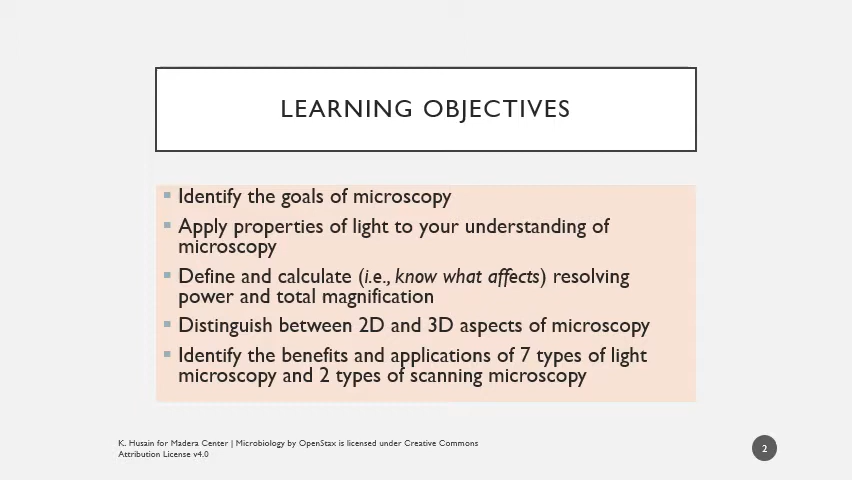 LEARNING OBJECTIVES
▪ Identify the goals of microscopy
▪ Apply properties of light to your understanding of
microscopy
▪ Define and calculate (i.e., know what affects) resolving
power and total magnification
▪ Distinguish between 2D and 3D aspects of microscopy
▪ Identify the benefits and applications of 7 types of light
microscopy and 2 types of scanning microscopy
K. Husain for Madera Center | Microbiology by OpenStax is licensed under Creative Commons
Attribution License v4.0
2